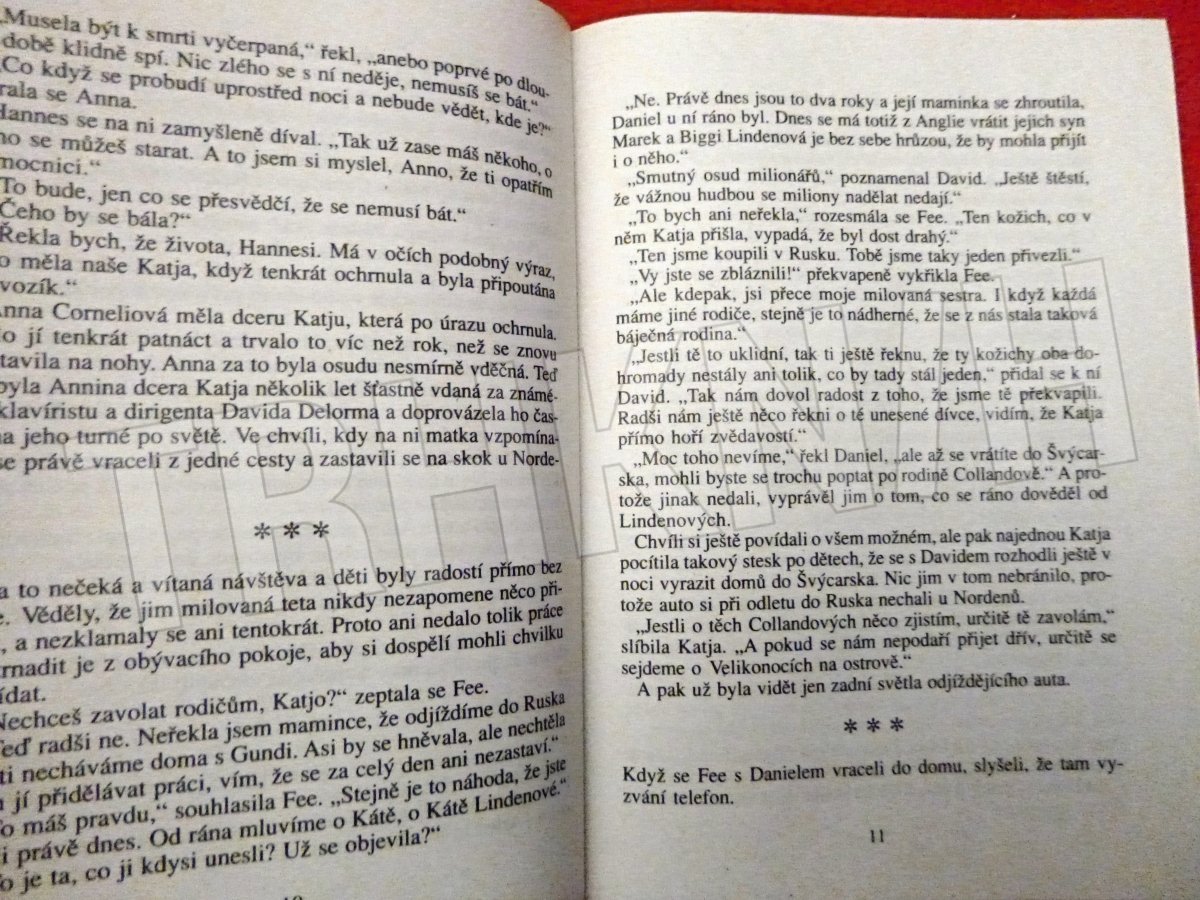 „Musela být k smrti vyčerpaná,“ řekl, „anebo poprvé po dlou-
době klidně spí. Nic zlého se s ní neděje, nemusíš se bát.“
„Co když se probudí uprostřed noci a nebude vědět, kde je?“
rala se Anna.
Hannes se na ni zamyšleně díval. „Tak už zase máš někoho, o
ho se můžeš starat. A to jsem si myslel, Anno, že ti opatřím
mocnici.“
„To bude, jen co se přesvědčí, že se nemusí bát.“
„Čeho by se bála?“
„Řekla bych, že života, Hannesi. Má v očích podobný výraz,
o měla naše Katja, když tenkrát ochrnula a byla připoutána
vozík.“
Anna Corneliová měla dceru Katju, která po úrazu ochrnula.
lo jí tenkrát patnáct a trvalo to víc než rok, než se znovu
tavila na nohy. Anna za to byla osudu nesmírně vděčná. Teď
byla Annina dcera Katja několik let šťastně vdaná za známé-
klavíristu a dirigenta Davida Delorma a doprovázela ho čas-
na jeho turné po světě. Ve chvíli, kdy na ni matka vzpomína-
se právě vraceli z jedné cesty a zastavili se na skok u Norde-
* * *
a to nečeká a vítaná návštěva a děti byly radostí přímo bez
e. Věděly, že jim milovaná teta nikdy nezapomene něco při-
, a nezklamaly se ani tentokrát. Proto ani nedalo tolik práce
rnadit je z obývacího pokoje, aby si dospělí mohli chvilku
ídat.
Nechceš zavolat rodičům, Katjo?“ zeptala se Fee.
Teď radši ne. Neřekla jsem mamince, že odjíždíme do Ruska
ti necháváme doma s Gundi. Asi by se hněvala, ale nechtěla
jí přidělávat práci, vím, že se za celý den ani nezastaví.“
To máš pravdu,“ souhlasila Fee. „Stejně je to náhoda, že jste
i právě dnes. Od rána mluvíme o Kátě, o Kátě Lindenové.“
To je ta, co ji kdysi unesli? Už se objevila?“
„Ne. Právě dnes jsou to dva roky a její maminka se zhroutila,
Daniel u ní ráno byl. Dnes se má totiž z Anglie vrátit jejich syn
Marek a Biggi Lindenová je bez sebe hrůzou, že by mohla přijít
i o něho.“
„Smutný osud milionářů,“ poznamenal David. „Ještě štěstí,
že vážnou hudbou se miliony nadělat nedají.“
„To bych ani neřekla,“ rozesmála se Fee. „Ten kožich, co v
něm Katja přišla, vypadá, že byl dost drahý.“
„Ten jsme koupili v Rusku. Tobě jsme taky jeden přivezli.“
„Vy jste se zbláznili!“ překvapeně vykřikla Fee.
„Ale kdepak, jsi přece moje milovaná sestra. I když každá
máme jiné rodiče, stejně je to nádherné, že se z nás stala taková
báječná rodina.“
„Jestli tě to uklidní, tak ti ještě řeknu, že ty kožichy oba do-
hromady nestály ani tolik, co by tady stál jeden,“ přidal se k ní
David. „Tak nám dovol radost z toho, že jsme tě překvapili.
Radši nám ještě něco řekni o té unesené dívce, vidím, že Katja
přímo hoří zvědavostí.“
„Moc toho nevíme,“ řekl Daniel, „ale až se vrátíte do Švýcar-
ska, mohli byste se trochu poptat po rodině Collandově.“ A pro-
tože jinak nedali, vyprávěl jim o tom, co se ráno dověděl od
Lindenových.
Chvíli si ještě povídali o všem možném, ale pak najednou Katja
pocítila takový stesk po dětech, že se s Davidem rozhodli ještě v
noci vyrazit domů do Švýcarska. Nic jim v tom nebránilo, pro-
tože auto si při odletu do Ruska nechali u Nordenů.
„Jestli o těch Collandových něco zjistím, určitě tě zavolám,“
slíbila Katja. „A pokud se nám nepodaří přijet dřív, určitě se
sejdeme o Velikonocích na ostrově.“
A pak už byla vidět jen zadní světla odjíždějícího auta.
* * *
Když se Fee s Danielem vraceli do domu, slyšeli, že tam vy-
zvání telefon.
11
TRHKNIH